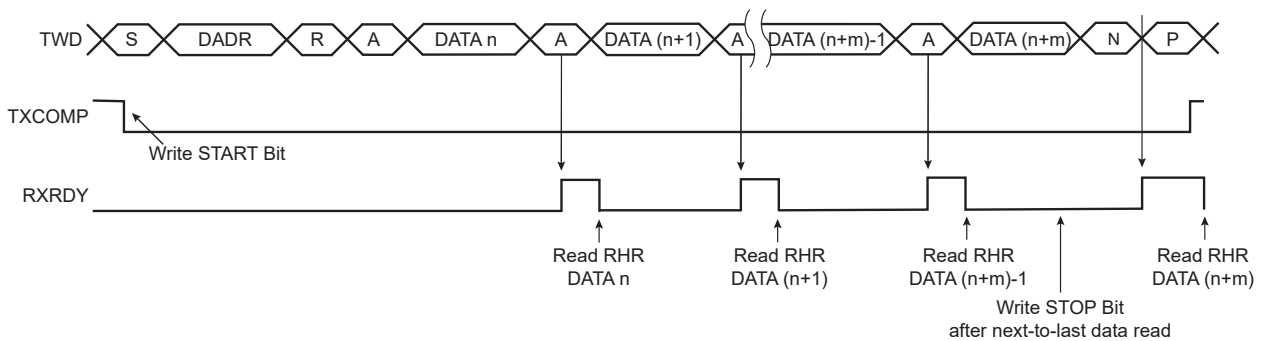 TWD S DADR R A DATA n A DATA (n+1) A DATA (n+m)-1 A DATA (n+m) N P
TXCOMP
Write START Bit
RXRDY
Read RHR Read RHR Read RHR Read RHR
DATA n DATA (n+1) DATA (n+m)-1 DATA (n+m)
Write STOP Bit
after next-to-last data read